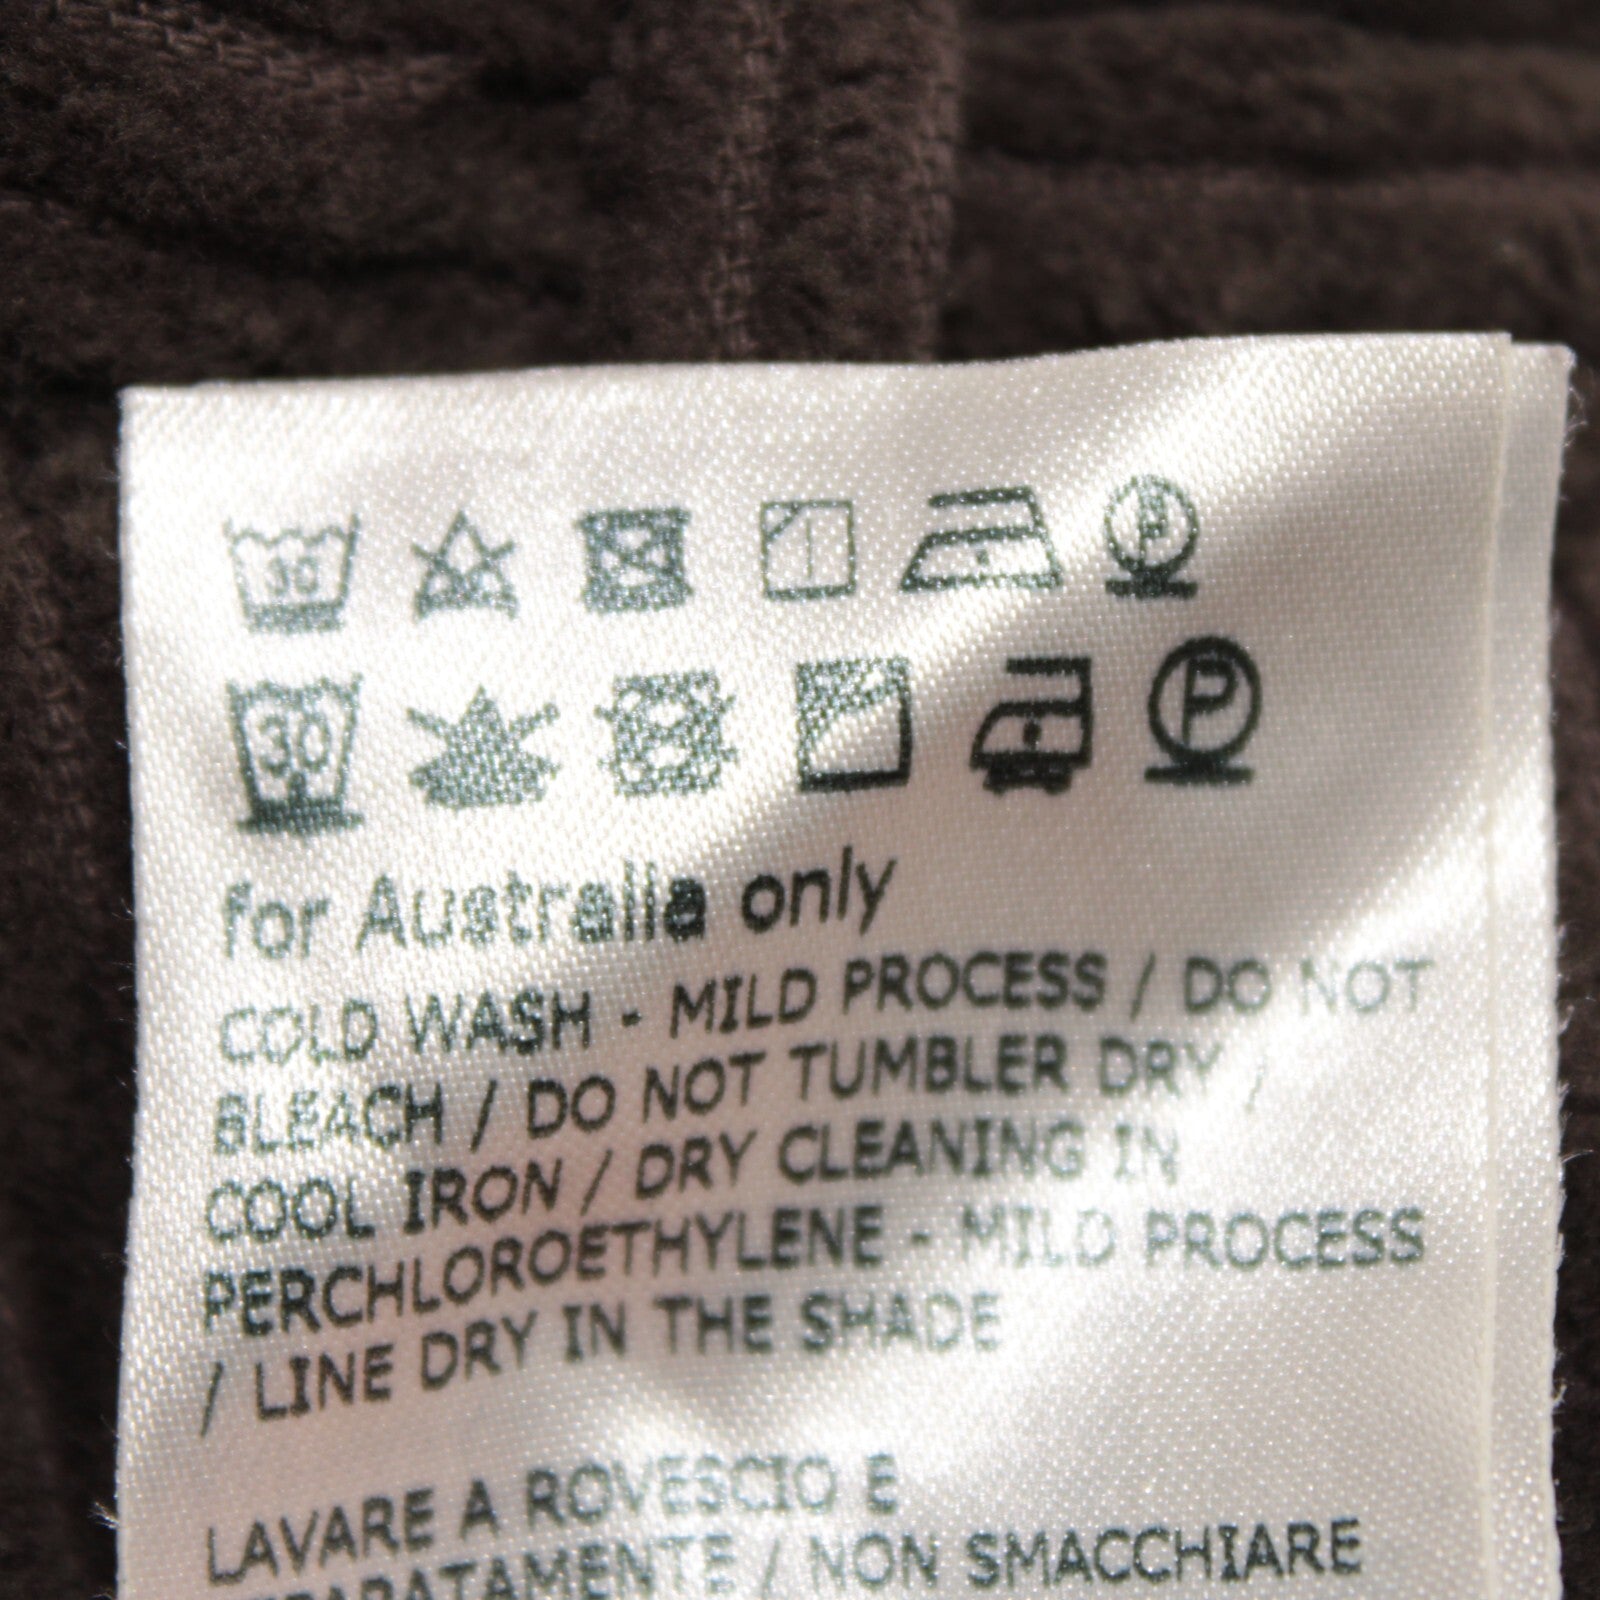 30
P
30
P
for Australia only
COLD WASH - MILD PROCESS / DO NOT
BLEACH / DO NOT TUMBLER DRY /
COOL IRON / DRY CLEANING IN
PERCHLOROETHYLENE - MILD PROCESS
/ LINE DRY IN THE SHADE
LAVARE A ROVESCIO E
SEPARATAMENTE / NON SMACCHIARE